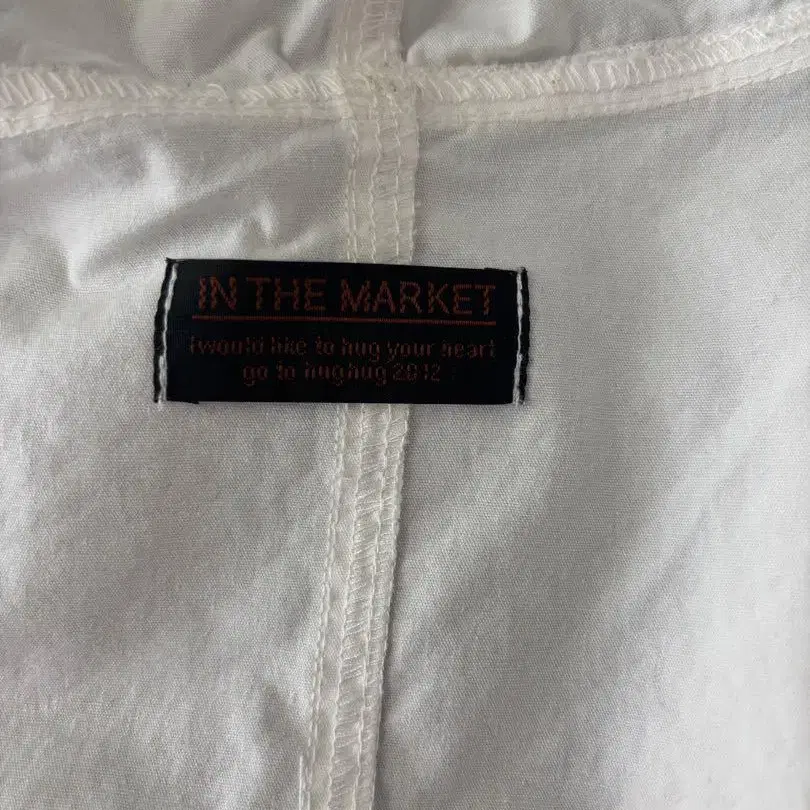 IN THE MARKET
I would like to hug your heart
go to hughug 2012